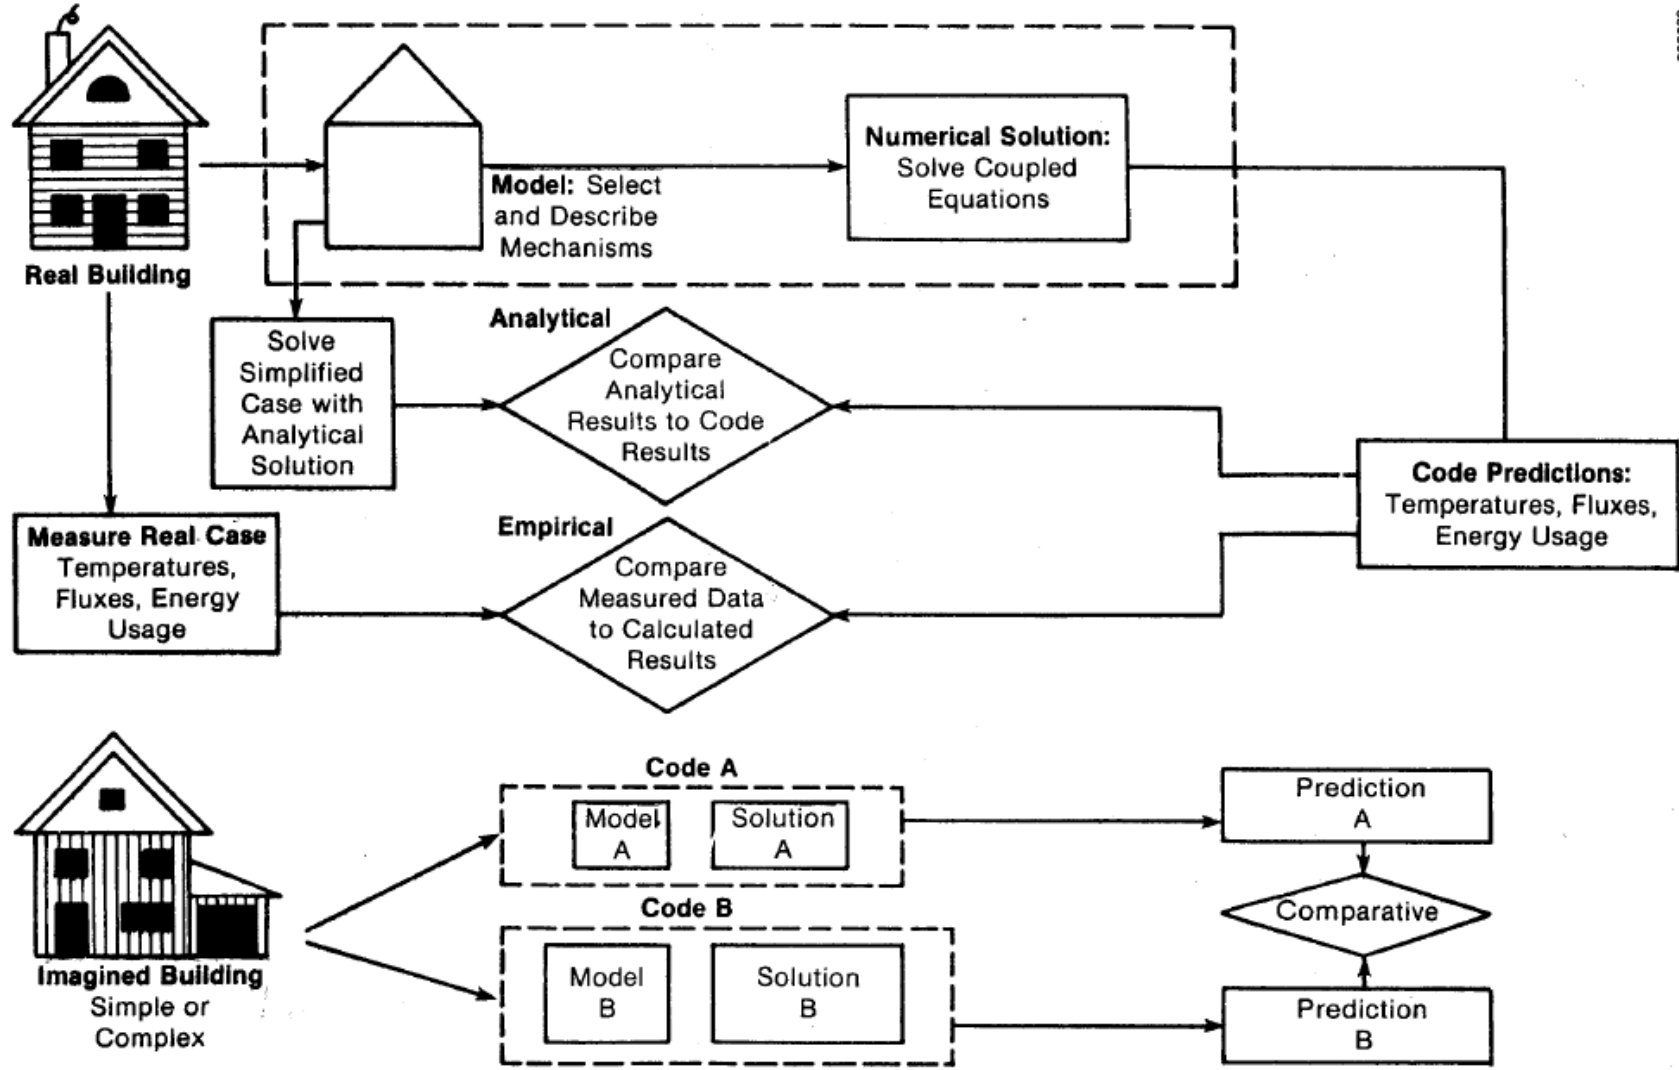 Numerical Solution:
Solve Coupled
Equations
Model: Select
and Describe
Mechanisms
Real Building
Analytical
Solve
Simplified
Case with
Analytical
Solution
Compare
Analytical
Results to Code
Results
Code Predictions:
Temperatures, Fluxes,
Energy Usage
Empirical
Measure Real Case
Temperatures,
Fluxes, Energy
Usage
Compare
Measured Data
to Calculated
Results
Code A
Model
A
Solution
A
Prediction
A
Code B
Comparative
Imagined Building
Simple or
Complex
Model
B
Solution
B
Prediction
B